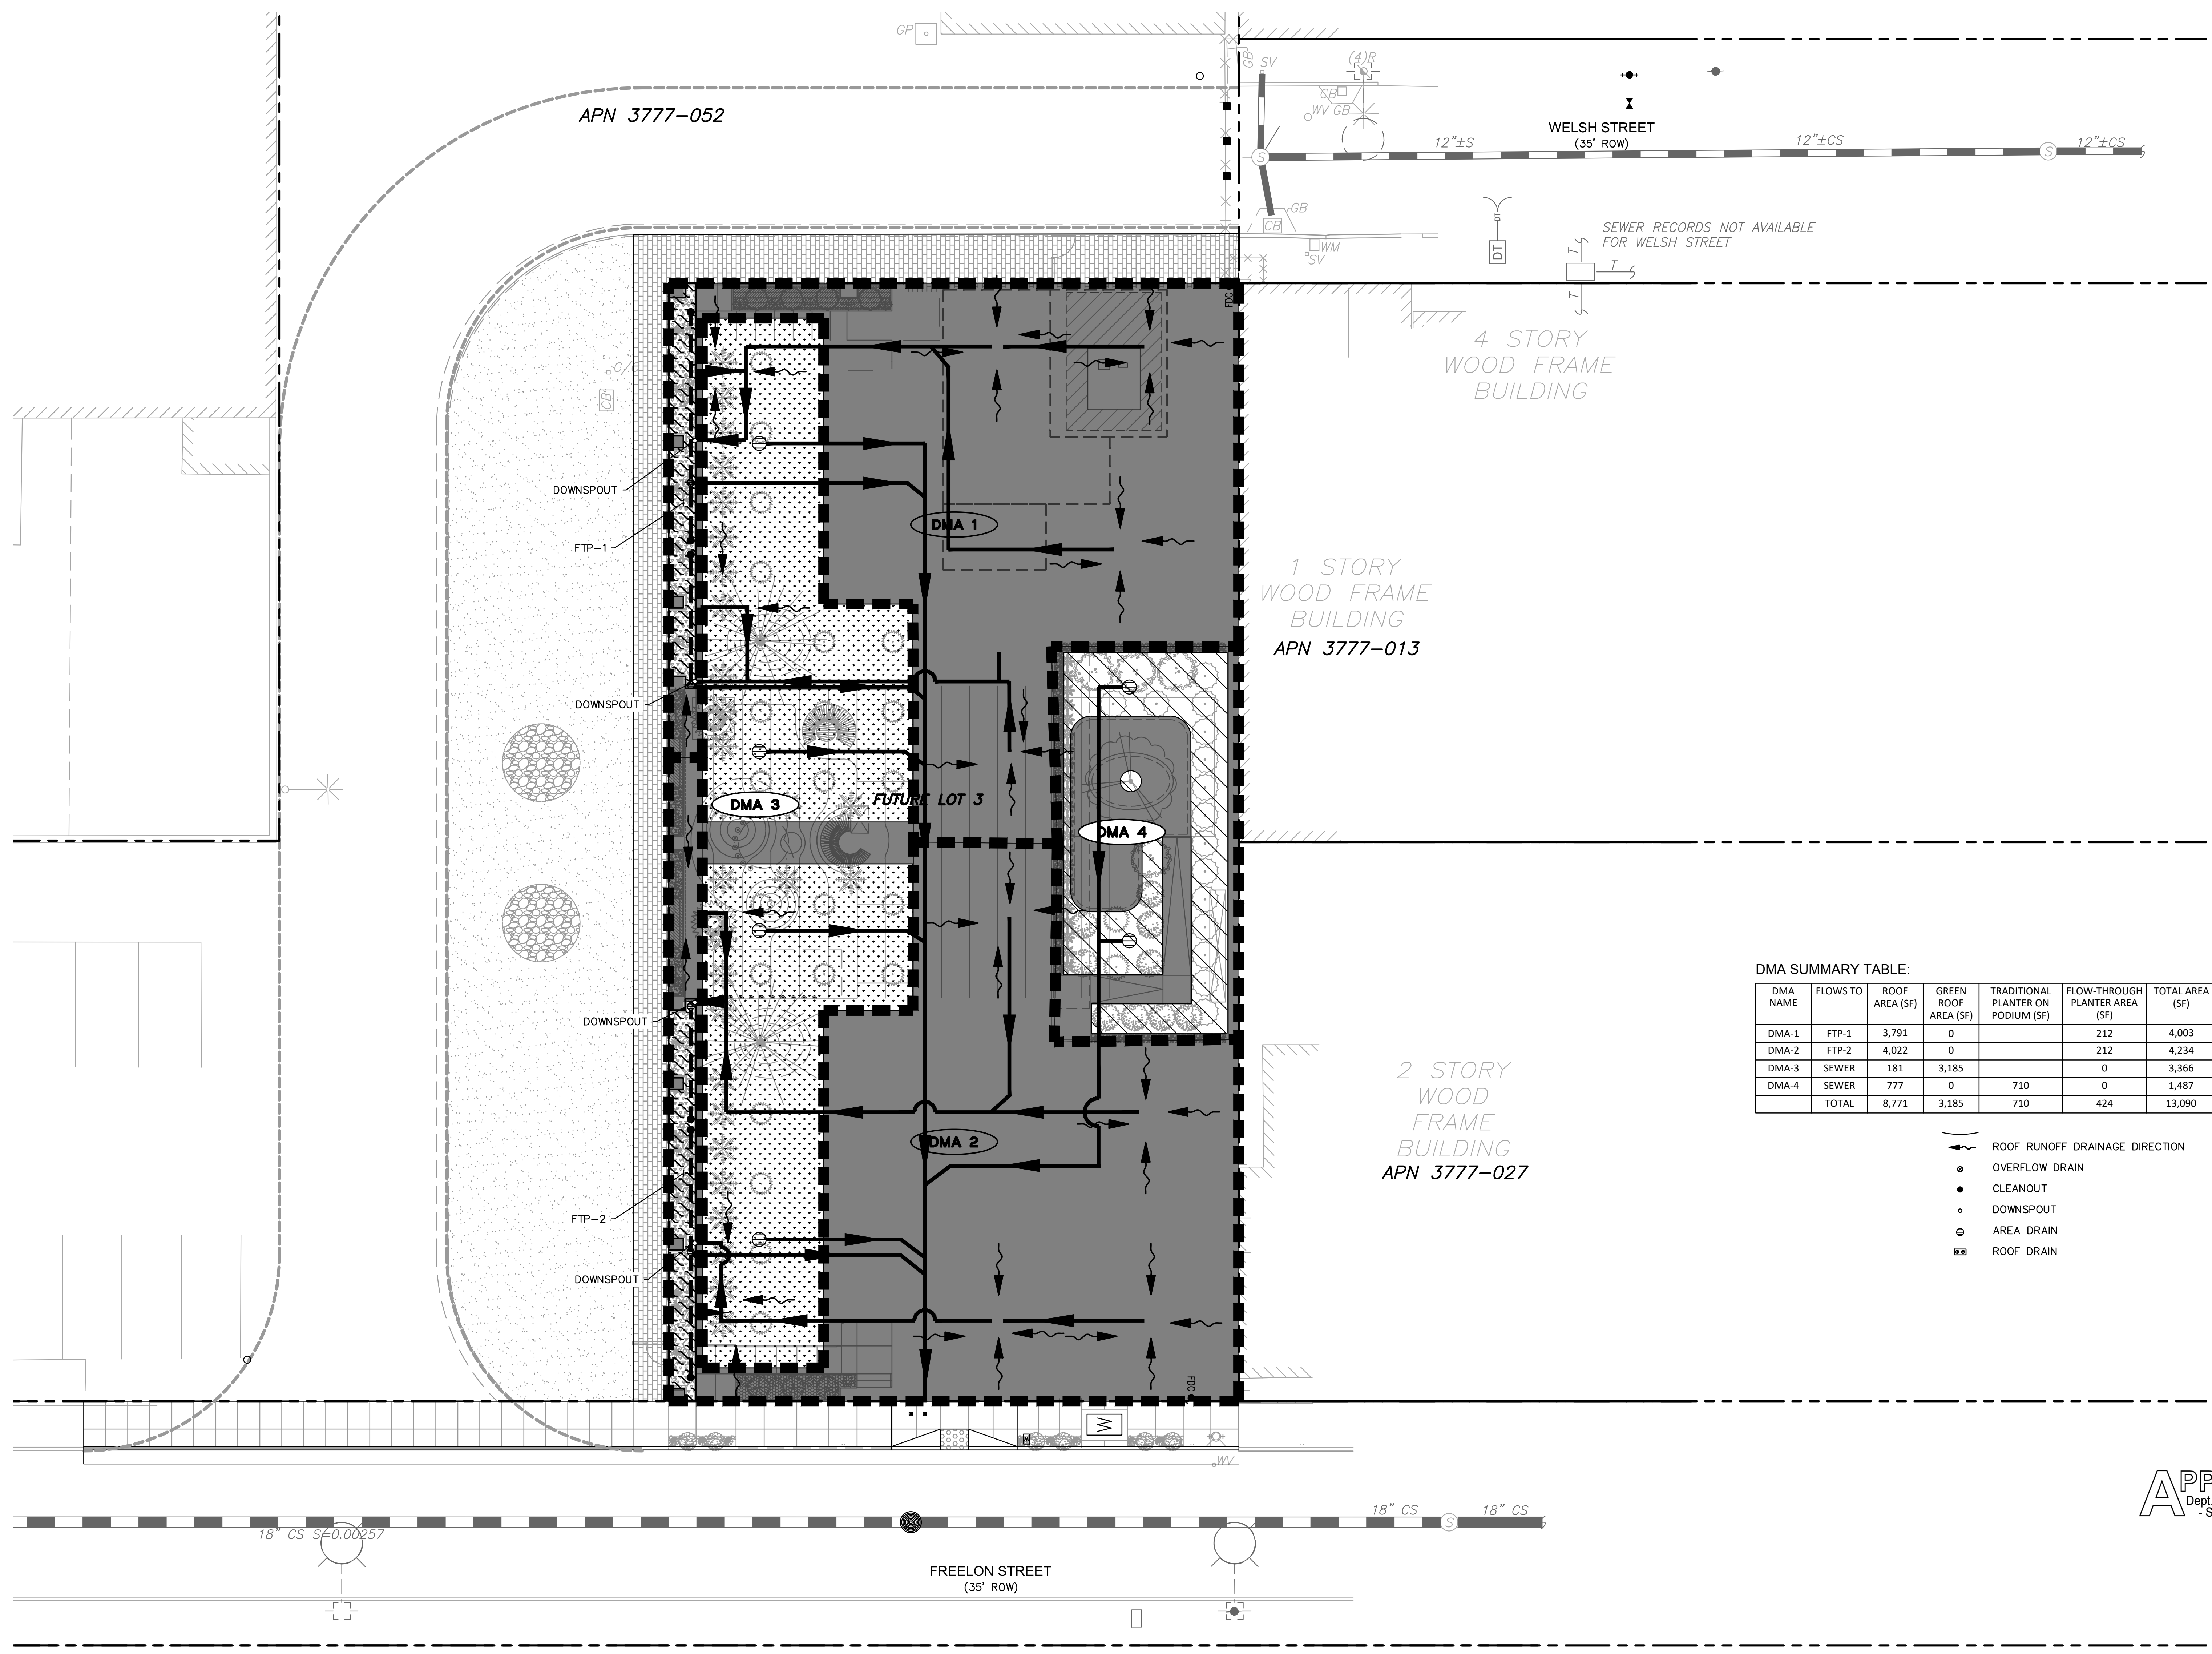 GP
APN 3777-052
GB
SV
(4)R
CB
WV GB
WELSH STREET
(35' ROW)
12"±S
12"±CS
12"±CS
S
S
GB
CB
WM
SV
DT
T
T
T
SEWER RECORDS NOT AVAILABLE
FOR WELSH STREET
FDC
4 STORY
WOOD FRAME
BUILDING
CB
DOWNSPOUT
FTP-1
DMA 1
1 STORY
WOOD FRAME
BUILDING
APN 3777-013
DOWNSPOUT
DMA 3
FUTURE LOT 3
DMA 4
DOWNSPOUT
DMA 2
2 STORY
WOOD
FRAME
BUILDING
APN 3777-027
FTP-2
DOWNSPOUT
FDC
DMA SUMMARY TABLE:
DMA NAME FLOWS TO ROOF AREA (SF) GREEN ROOF AREA (SF) TRADITIONAL PLANTER ON PODIUM (SF) FLOW-THROUGH PLANTER AREA (SF) TOTAL AREA (SF)
DMA-1 FTP-1 3,791 0 212 4,003
DMA-2 FTP-2 4,022 0 212 4,234
DMA-3 SEWER 181 3,185 0 3,366
DMA-4 SEWER 777 0 710 0 1,487
TOTAL 8,771 3,185 710 424 13,090
ROOF RUNOFF DRAINAGE DIRECTION
OVERFLOW DRAIN
CLEANOUT
DOWNSPOUT
AREA DRAIN
ROOF DRAIN
W
WV
18" CS S=0.00257
18" CS
S
18" CS
FREELON STREET
(35' ROW)
APP
Dept.
- S